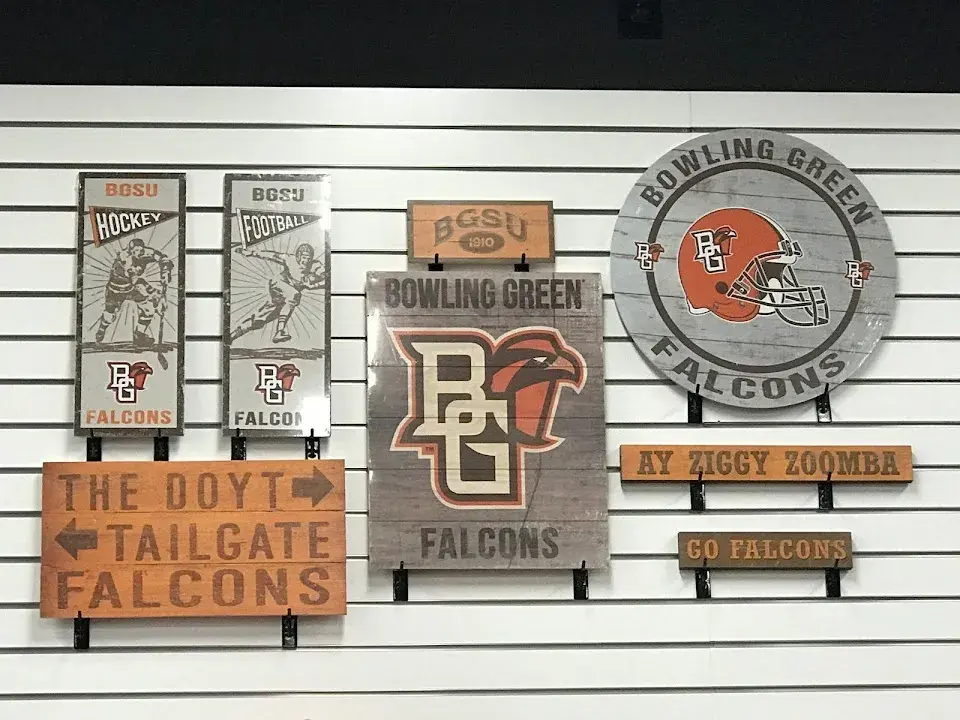 BGSU
HOCKEY
BG
FALCONS
BGSU
FOOTBALL
BG
FALCON
THE DOYT
TAILGATE
FALCONS
BGSU
1910
BOWLING GREEN
BG
FALCONS
BOWLING GREEN
BG
BG
BG
FALCONS
AY ZIGGY ZOOMBA
GO FALCONS